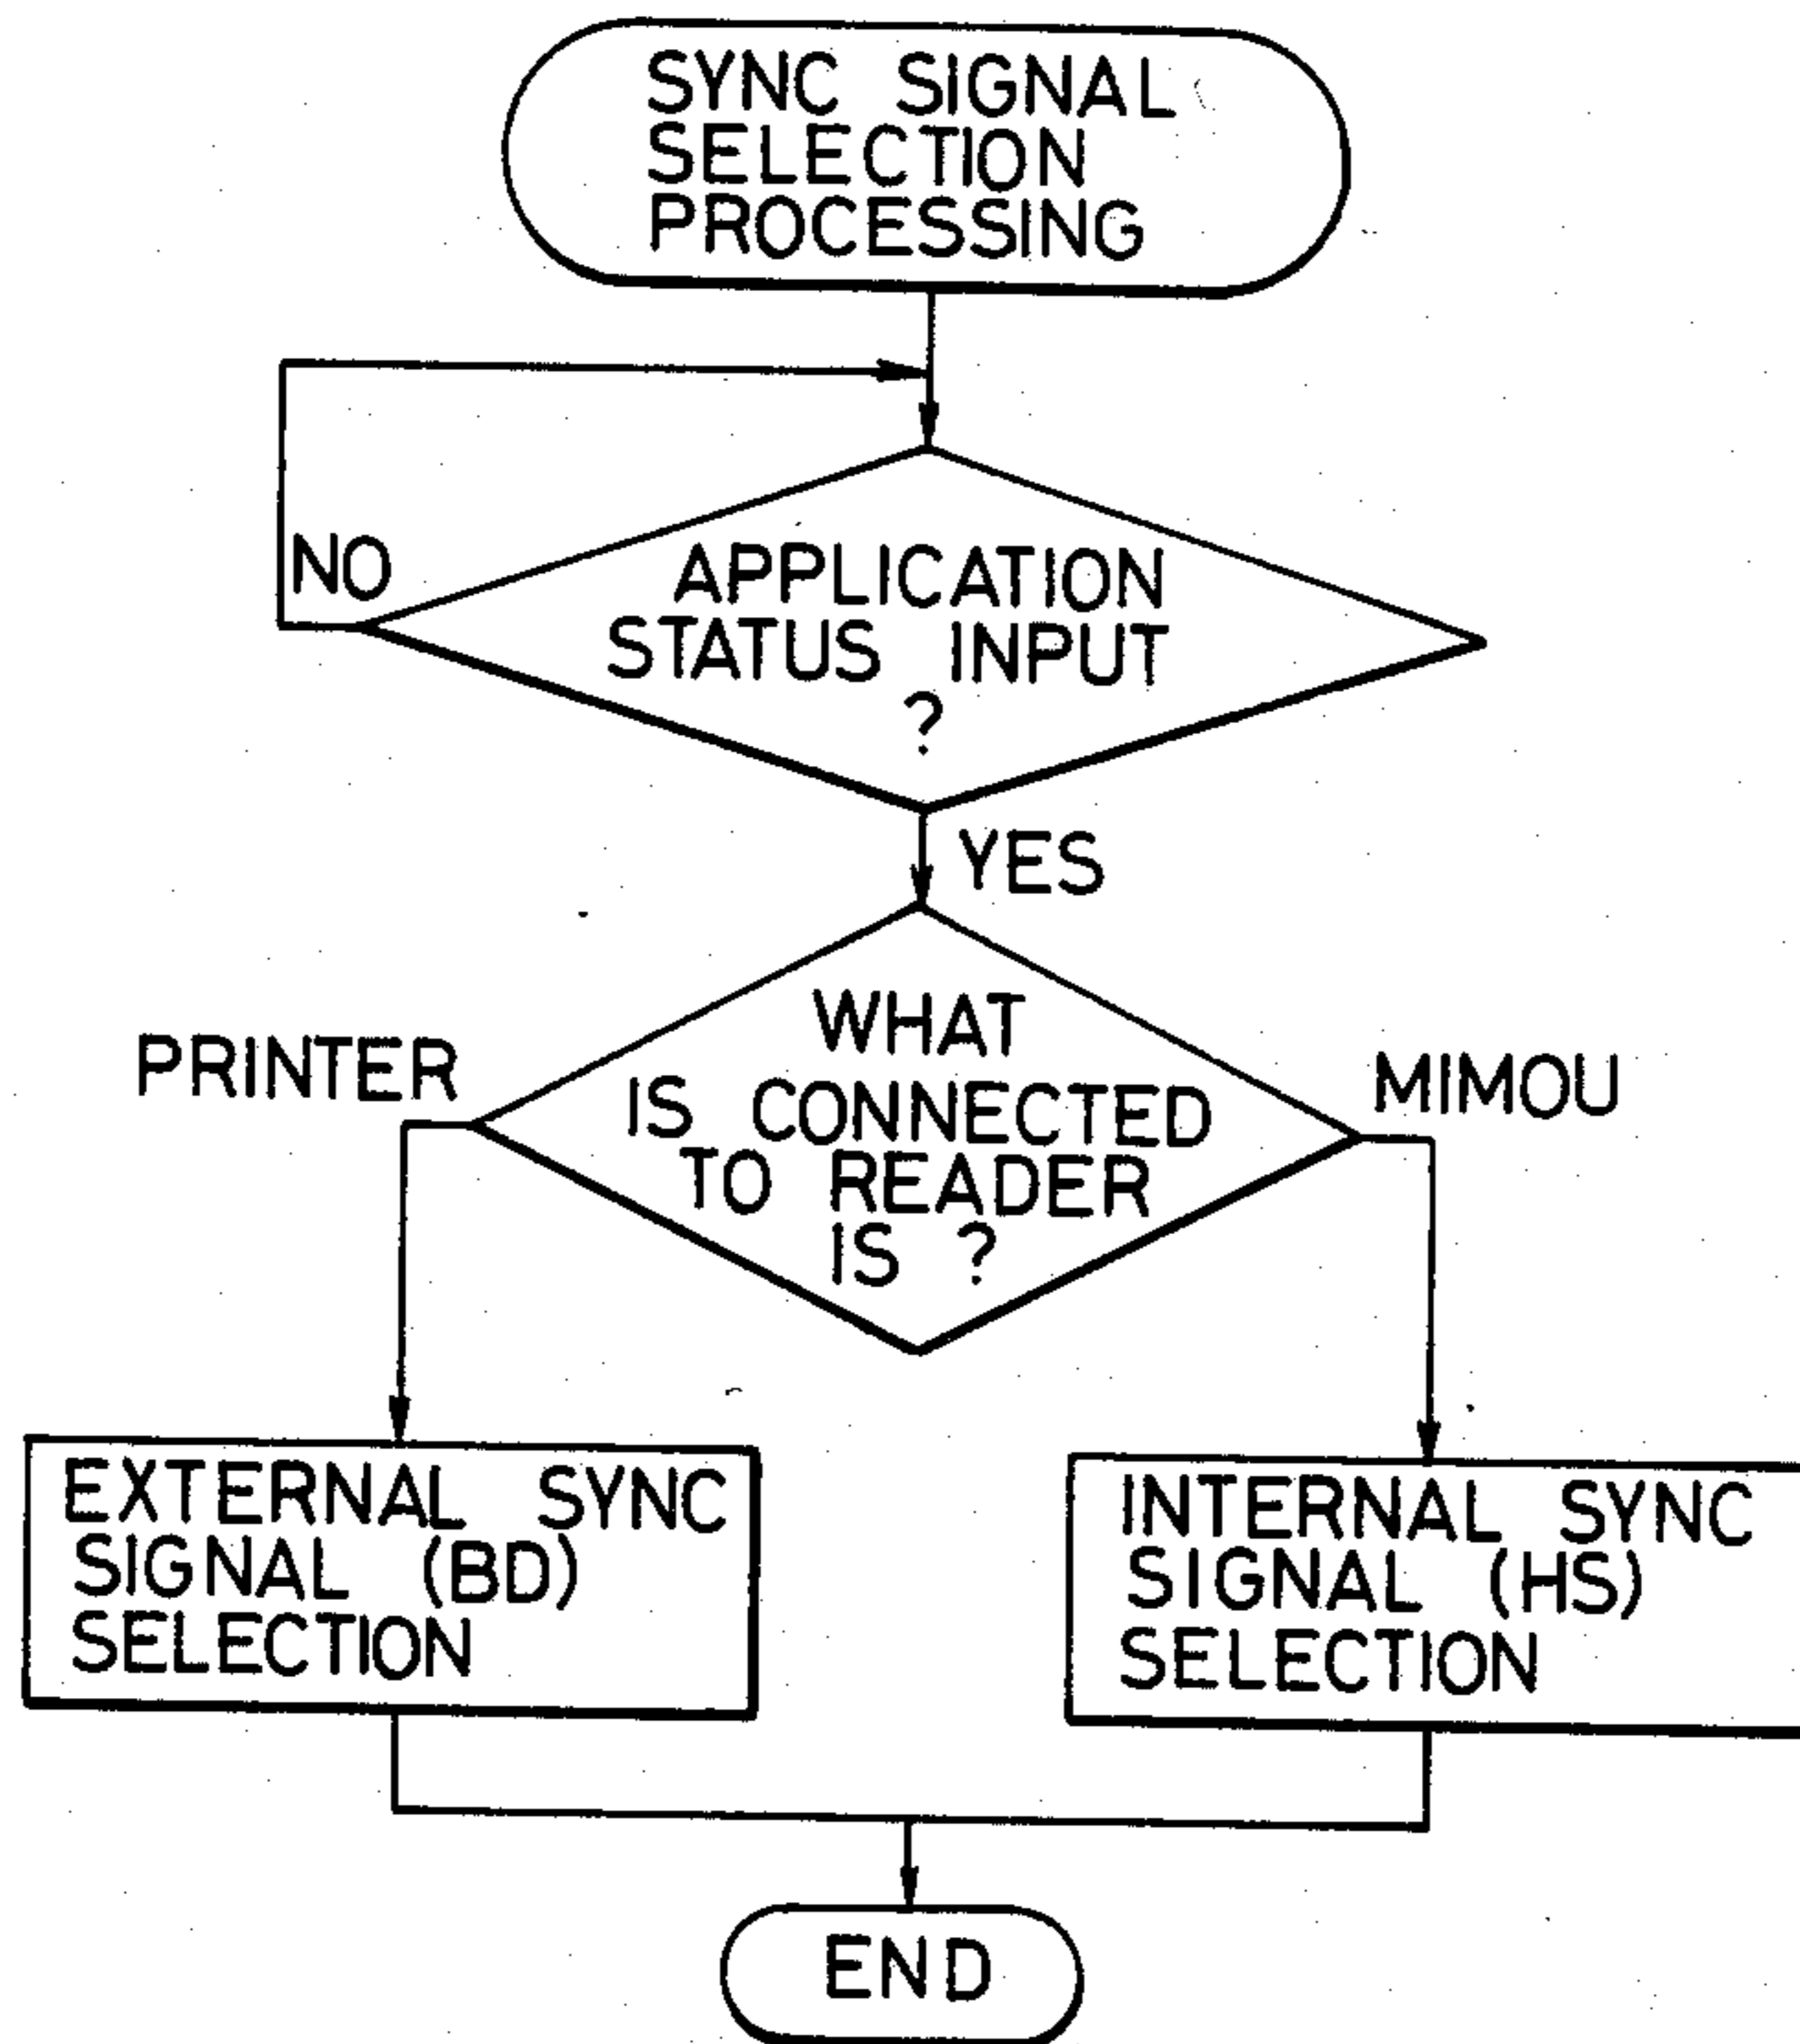 SYNC SIGNAL
SELECTION
PROCESSING
NO
APPLICATION
STATUS INPUT
?
YES
WHAT
IS CONNECTED
TO READER
IS ?
PRINTER
MIMOU
EXTERNAL SYNC
SIGNAL (BD)
SELECTION
INTERNAL SYNC
SIGNAL (HS)
SELECTION
END